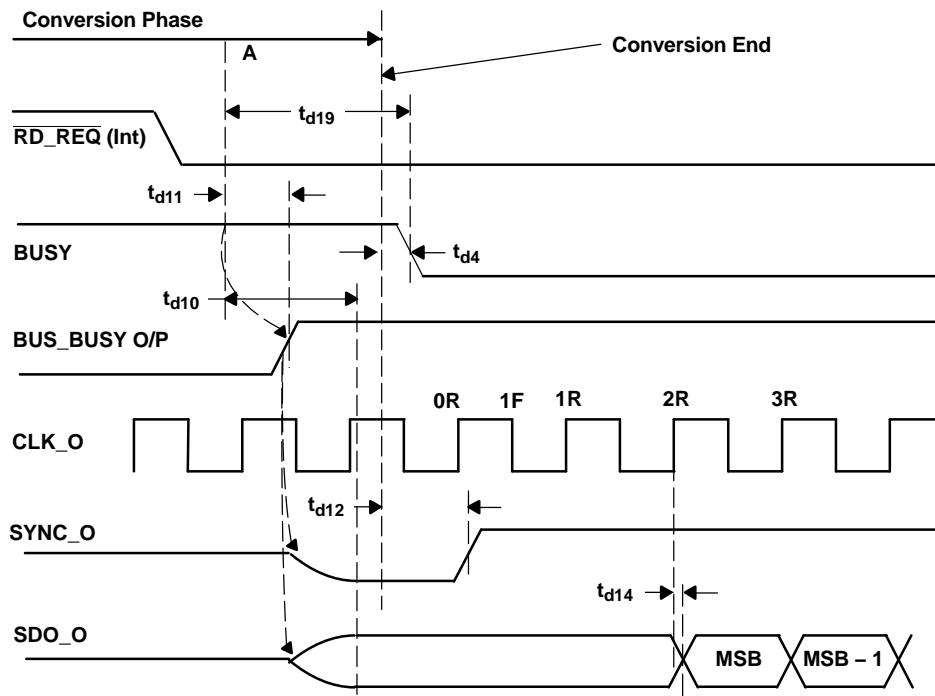 Conversion Phase
A
Conversion End
td19
RD_REQ (Int)
td11
BUSY
td4
td10
BUS_BUSY O/P
0R 1F 1R 2R 3R
CLK_O
td12
SYNC_O
td14
SDO_O
MSB MSB – 1